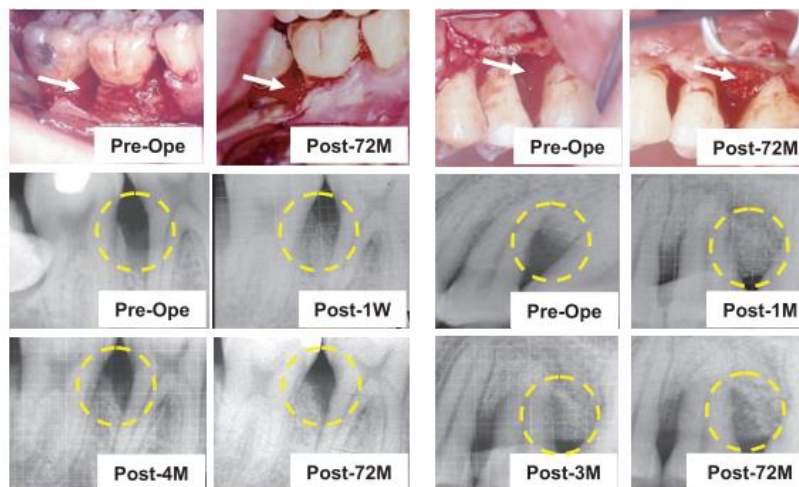 Pre-Ope
Post-72M
Pre-Ope
Post-72M
Pre-Ope
Post-1W
Pre-Ope
Post-1M
Post-4M
Post-72M
Post-3M
Post-72M